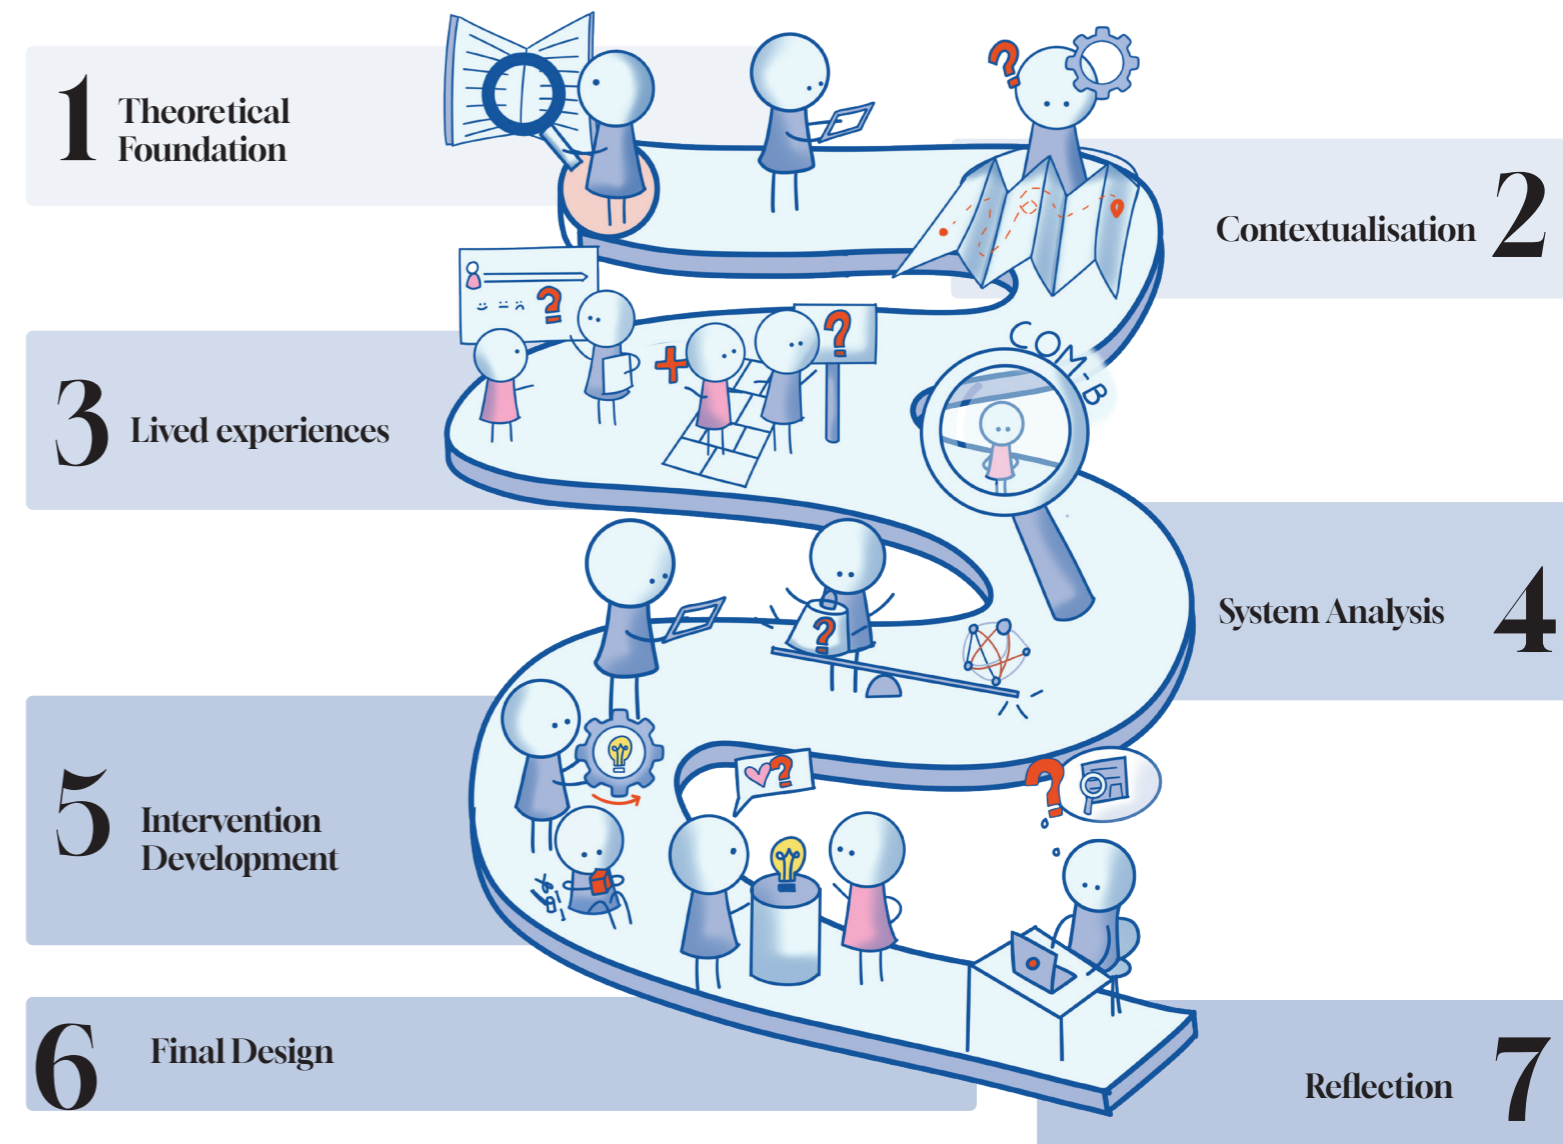 1
Theoretical
Foundation
?
Contextualisation
2
?
?
COM-B
3
Lived experiences
?
System Analysis
4
?
?
5
Intervention
Development
6
Final Design
Reflection
7